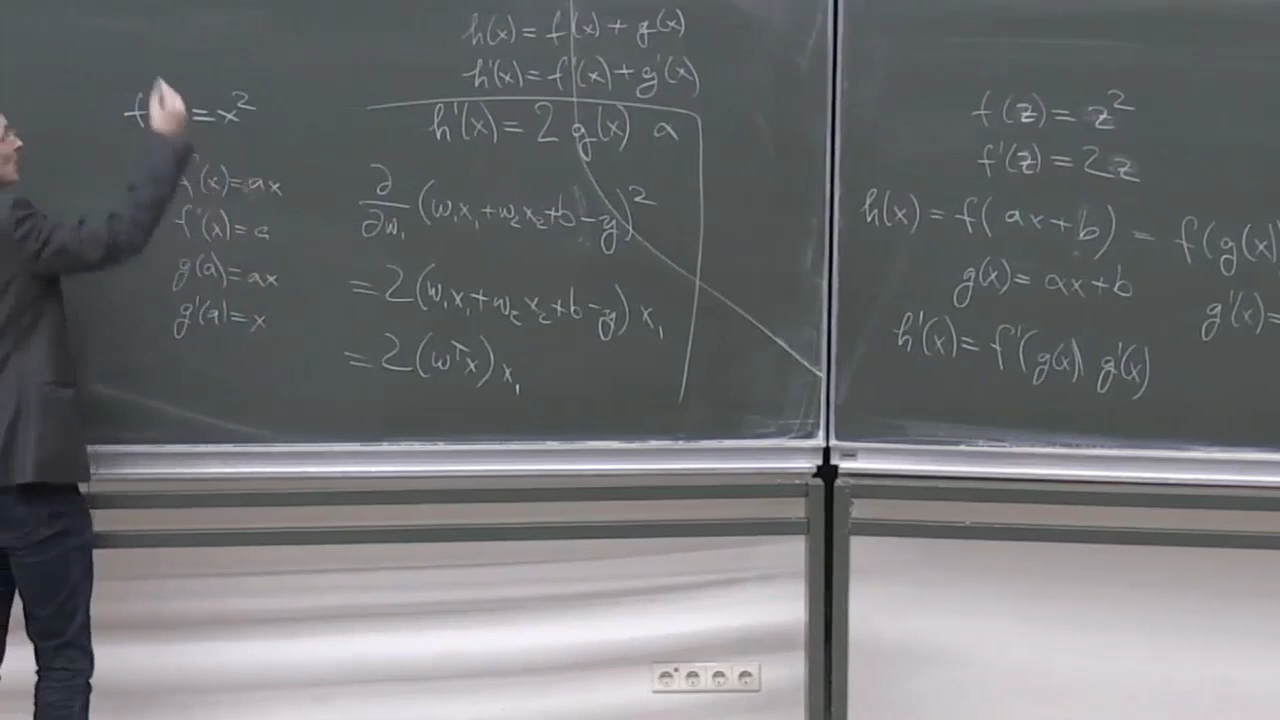 f = x²
f'(x) = ax
f'(x) = a
g(a) = ax
g'(a) = x
h(x) = f(x) + g(x)
h'(x) = f'(x) + g'(x)
h'(x) = 2 g(x) a
∂/∂w₁ (w₁x₁ + w₂x₂ + b − y)²
= 2(w₁x₁ + w₂x₂ + b − y) x₁
= 2(wᵀx) x₁
f(z) = z²
f'(z) = 2z
h(x) = f(ax + b) = f(g(x)
g(x) = ax + b
g'(x) =
h'(x) = f'(g(x)) g'(x)